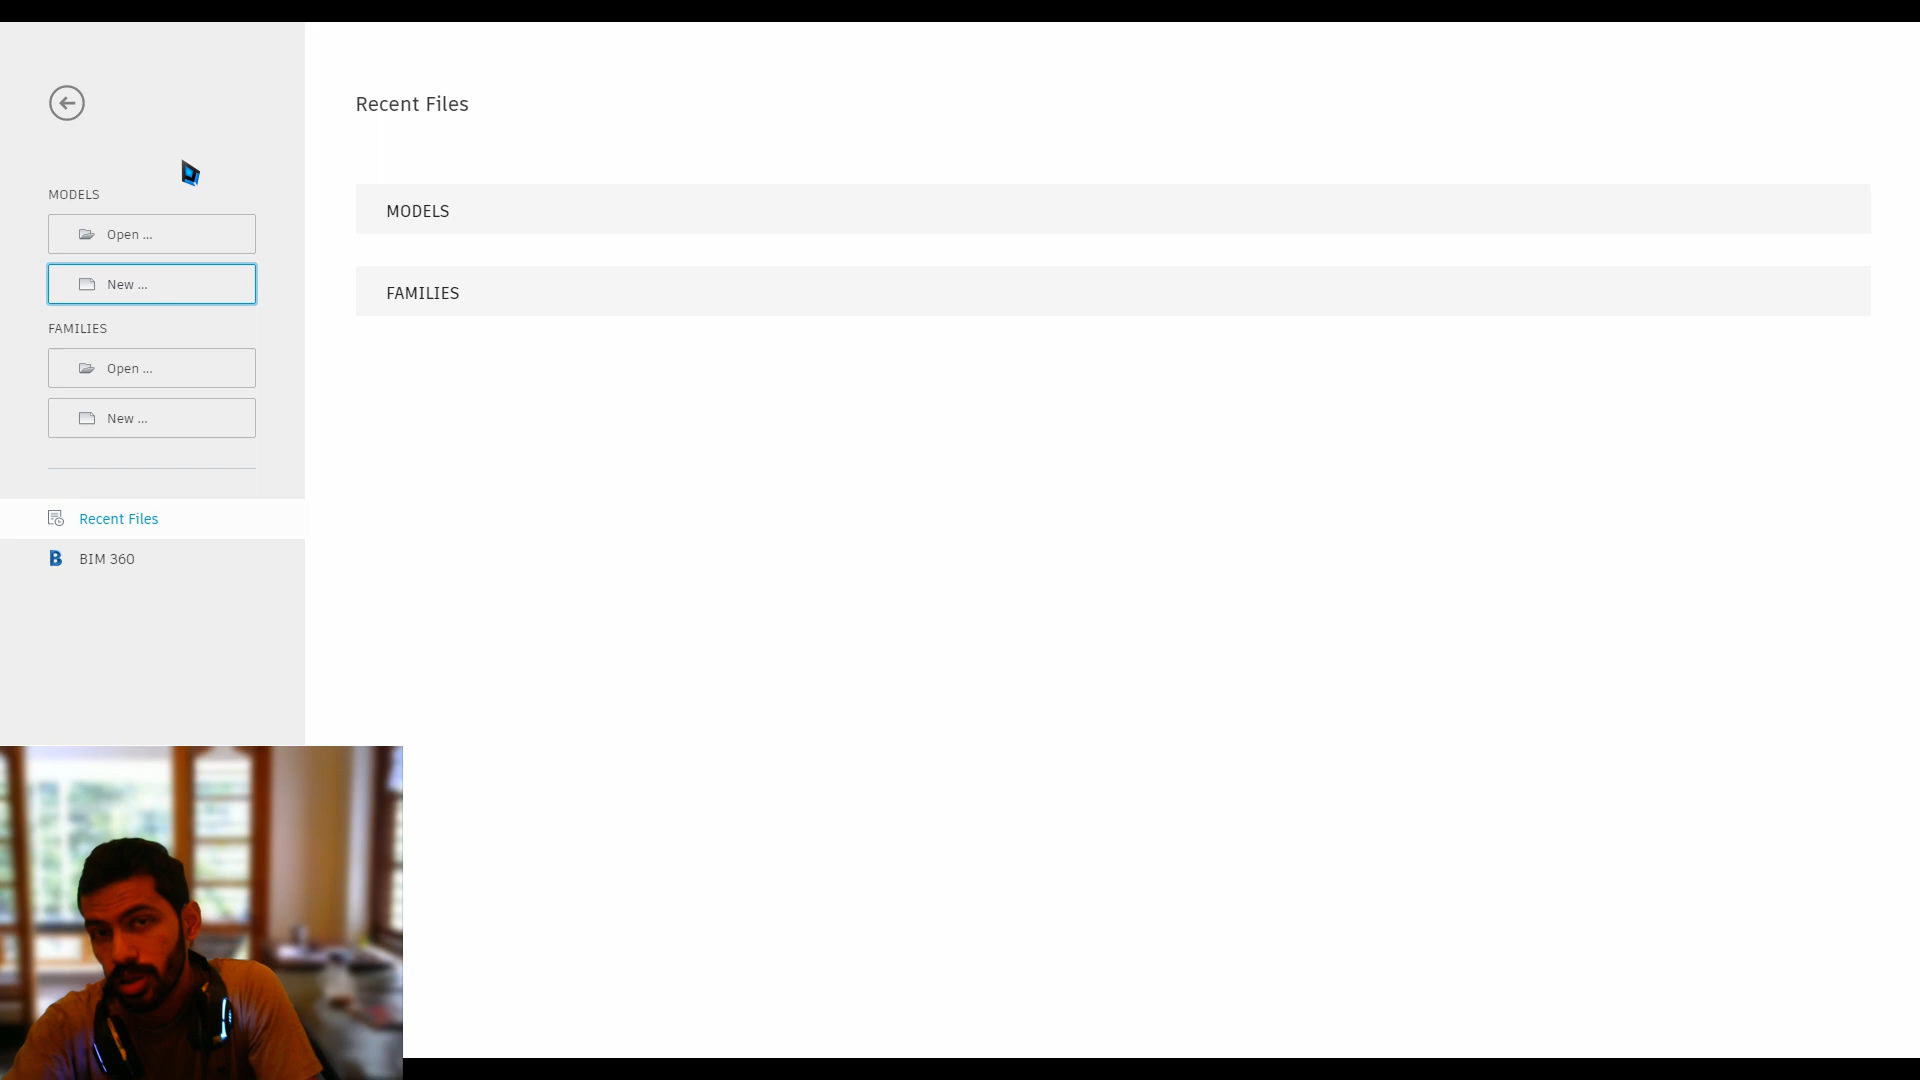 Recent Files
MODELS
Open ...
New ...
FAMILIES
Open ...
New ...
Recent Files
B BIM 360
MODELS
FAMILIES